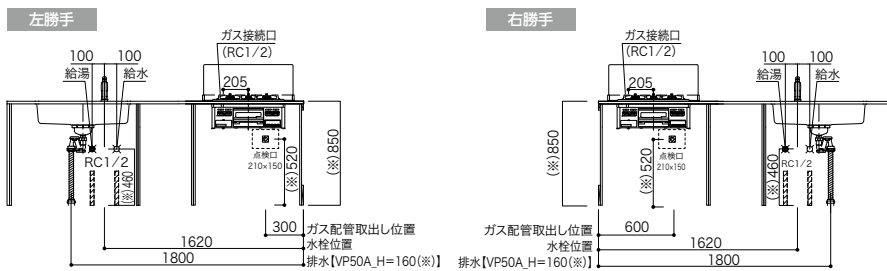 左勝手
ガス接続口
(RC1/2)
100
100
給湯
給水
205
RC1/2
(※)460
点検口
210×150
(※)520
(※)850
300
ガス配管取出し位置
1620
水栓位置
1800
排水【VP50A_H=160(※)】
右勝手
ガス接続口
(RC1/2)
100
100
給湯
給水
205
(※)850
(※)520
点検口
210×150
(※)460
RC1/2
ガス配管取出し位置
600
水栓位置
1620
排水【VP50A_H=160(※)】
1800